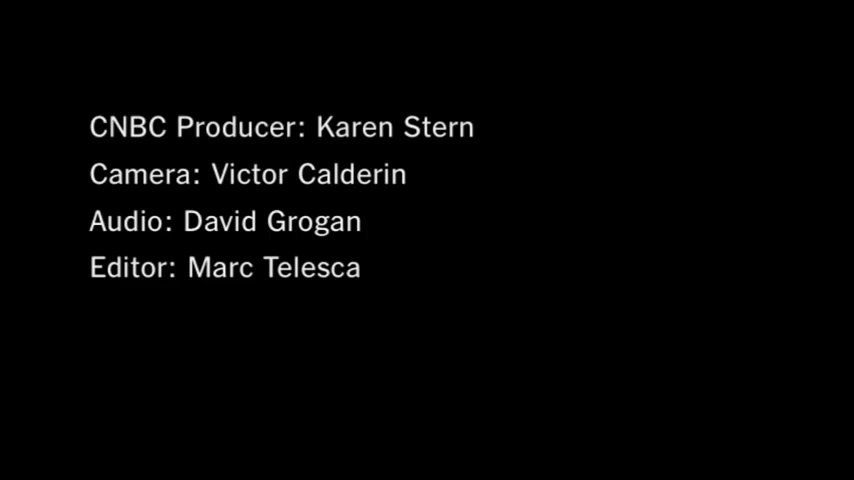 CNBC Producer: Karen Stern
Camera: Victor Calderin
Audio: David Grogan
Editor: Marc Telesca